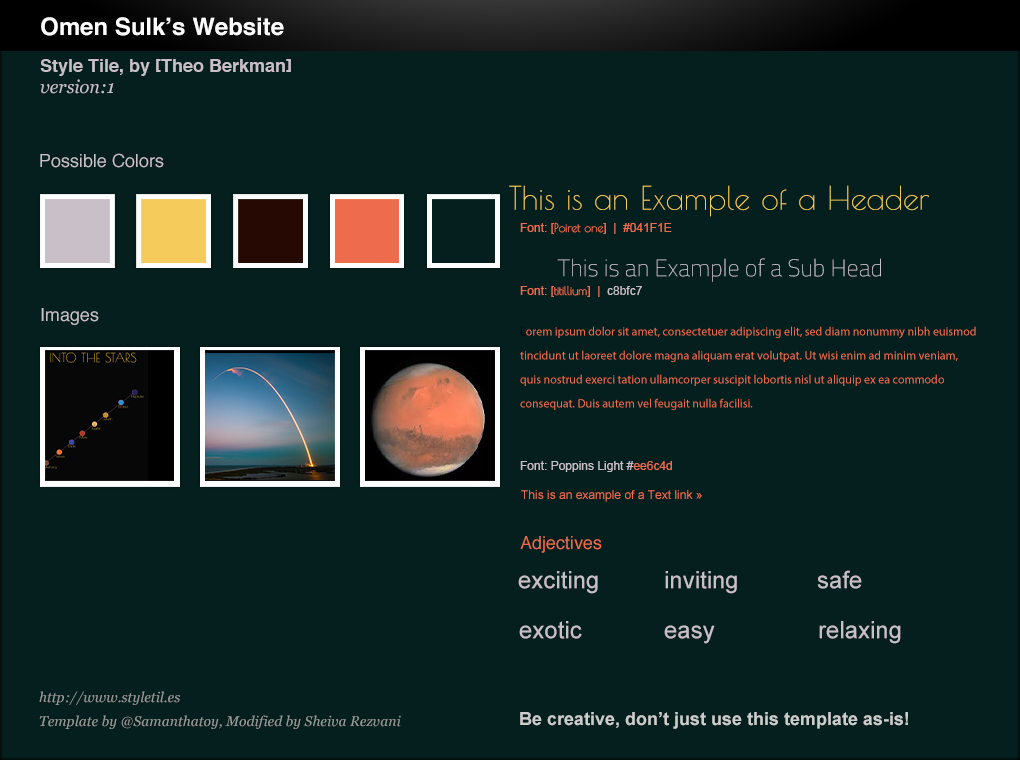 Omen Sulk’s Website
Style Tile, by [Theo Berkman]
version:1
Possible Colors
Images
INTO THE STARS
This is an Example of a Header
Font: [Poiret one] | #041F1E
This is an Example of a Sub Head
Font: [titillium] | c8bfc7
orem ipsum dolor sit amet, consectetuer adipiscing elit, sed diam nonummy nibh euismod
tincidunt ut laoreet dolore magna aliquam erat volutpat. Ut wisi enim ad minim veniam,
quis nostrud exerci tation ullamcorper suscipit lobortis nisl ut aliquip ex ea commodo
consequat. Duis autem vel feugait nulla facilisi.
Font: Poppins Light #ee6c4d
This is an example of a Text link »
Adjectives
exciting inviting safe
exotic easy relaxing
http://www.styletil.es
Template by @Samanthatoy, Modified by Sheiva Rezvani
Be creative, don’t just use this template as-is!